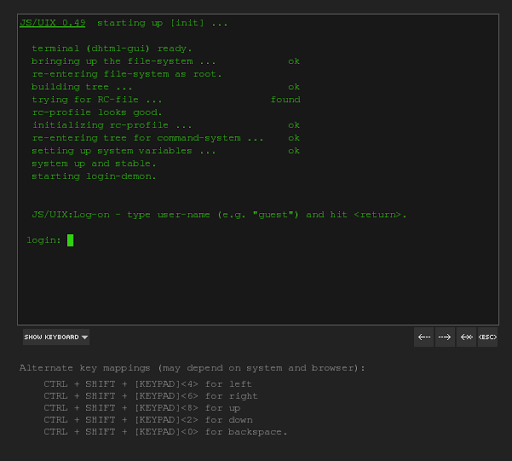 JS/UIX 0.49 starting up [init] ...
terminal (dhtml-gui) ready.
bringing up the file-system ... ok
re-entering file-system as root.
building tree ... ok
trying for RC-file ... found
rc-profile looks good.
initializing rc-profile ... ok
re-entering tree for command-system ... ok
setting up system variables ... ok
system up and stable.
starting login-demon.
JS/UIX:Log-on - type user-name (e.g. "guest") and hit <return>.
login:
SHOW KEYBOARD
<ESC>
Alternate key mappings (may depend on system and browser):
CTRL + SHIFT + [KEYPAD]<4> for left
CTRL + SHIFT + [KEYPAD]<6> for right
CTRL + SHIFT + [KEYPAD]<8> for up
CTRL + SHIFT + [KEYPAD]<2> for down
CTRL + SHIFT + [KEYPAD]<0> for backspace.